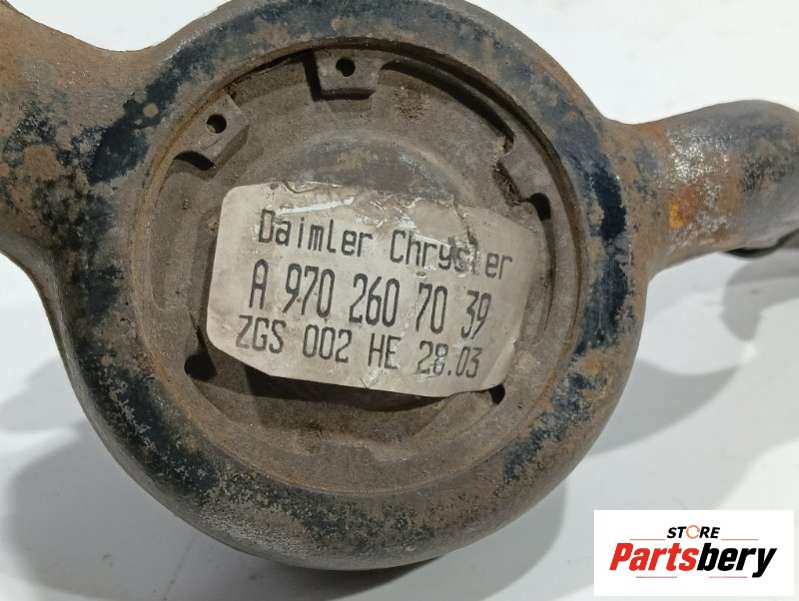 Daimler Chrysler
A 970 260 70 39
ZGS 002 HE 28.03
STORE
Partsbery